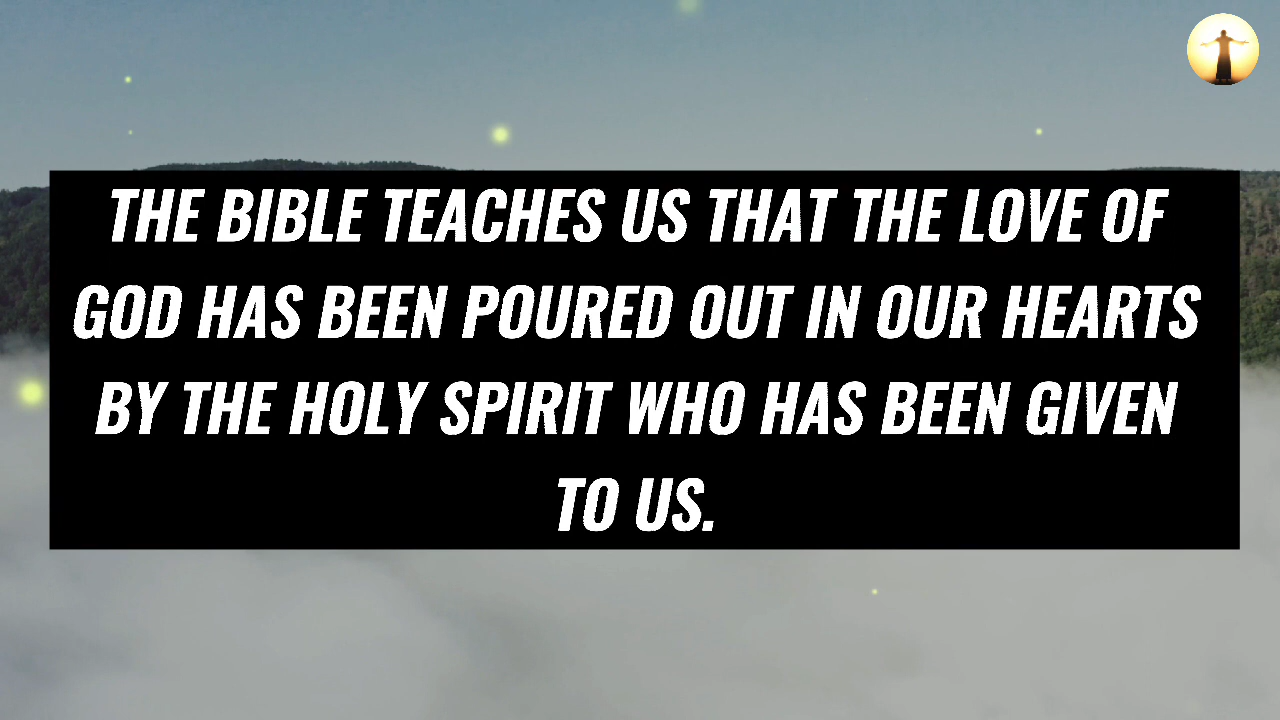 THE BIBLE TEACHES US THAT THE LOVE OF
GOD HAS BEEN POURED OUT IN OUR HEARTS
BY THE HOLY SPIRIT WHO HAS BEEN GIVEN
TO US.